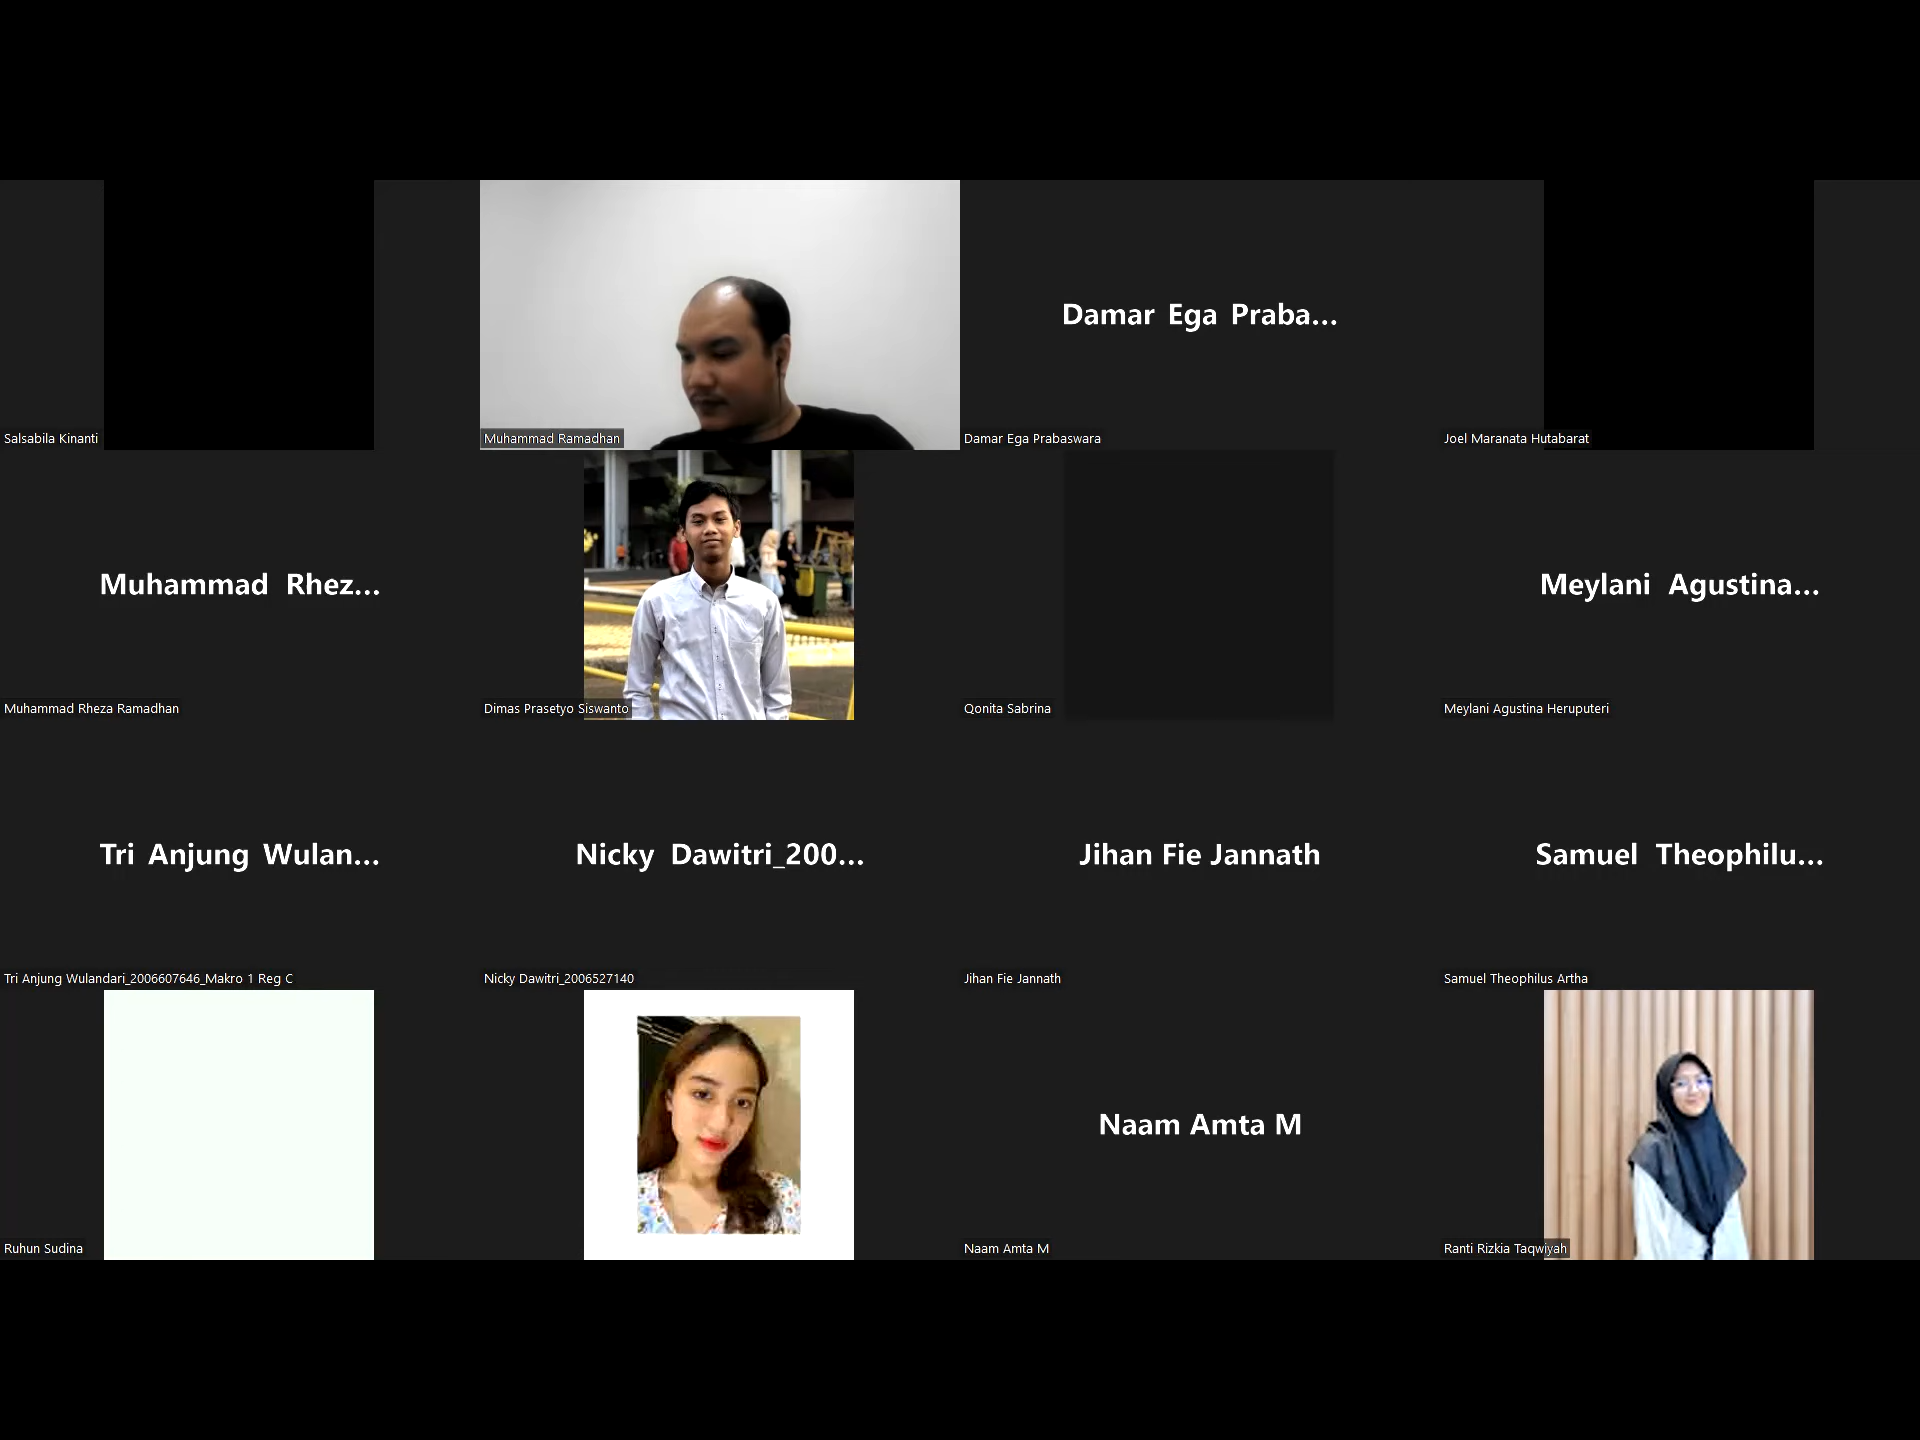 Salsabila Kinanti
Muhammad Ramadhan
Damar Ega Praba...
Damar Ega Prabaswara
Joel Maranata Hutabarat
Muhammad Rhez...
Muhammad Rheza Ramadhan
Dimas Prasetyo Siswanto
Qonita Sabrina
Meylani Agustina...
Meylani Agustina Heruputeri
Tri Anjung Wulan...
Tri Anjung Wulandari_2006607646_Makro 1 Reg C
Nicky Dawitri_200...
Nicky Dawitri_2006527140
Jihan Fie Jannath
Jihan Fie Jannath
Samuel Theophilu...
Samuel Theophilus Artha
Ruhun Sudina
Naam Amta M
Naam Amta M
Ranti Rizkia Taqwiyah